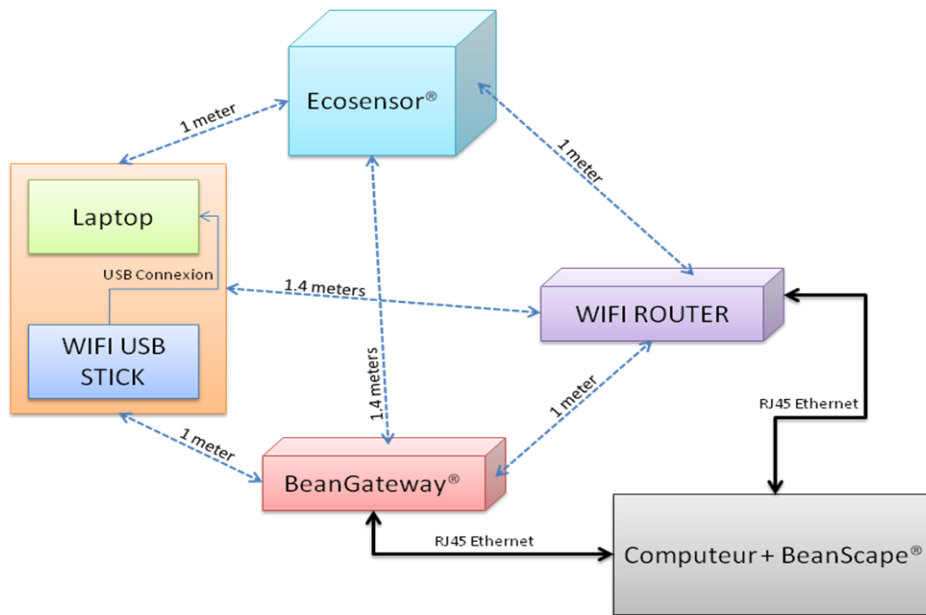 Ecosensor®
1 meter
1 meter
Laptop
USB Connexion
1.4 meters
WIFI ROUTER
WIFI USB
STICK
1.4 meters
1 meter
RJ45 Ethernet
1 meter
BeanGateway®
RJ45 Ethernet
Computeur + BeanScape®